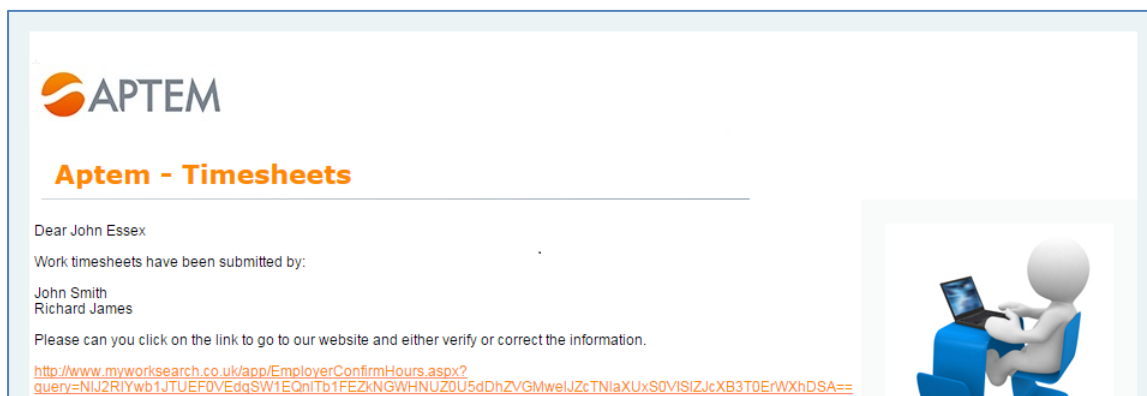 APTEM
Aptem - Timesheets
Dear John Essex
Work timesheets have been submitted by:
John Smith
Richard James
Please can you click on the link to go to our website and either verify or correct the information.
http://www.myworksearch.co.uk/app/EmployerConfirmHours.aspx?